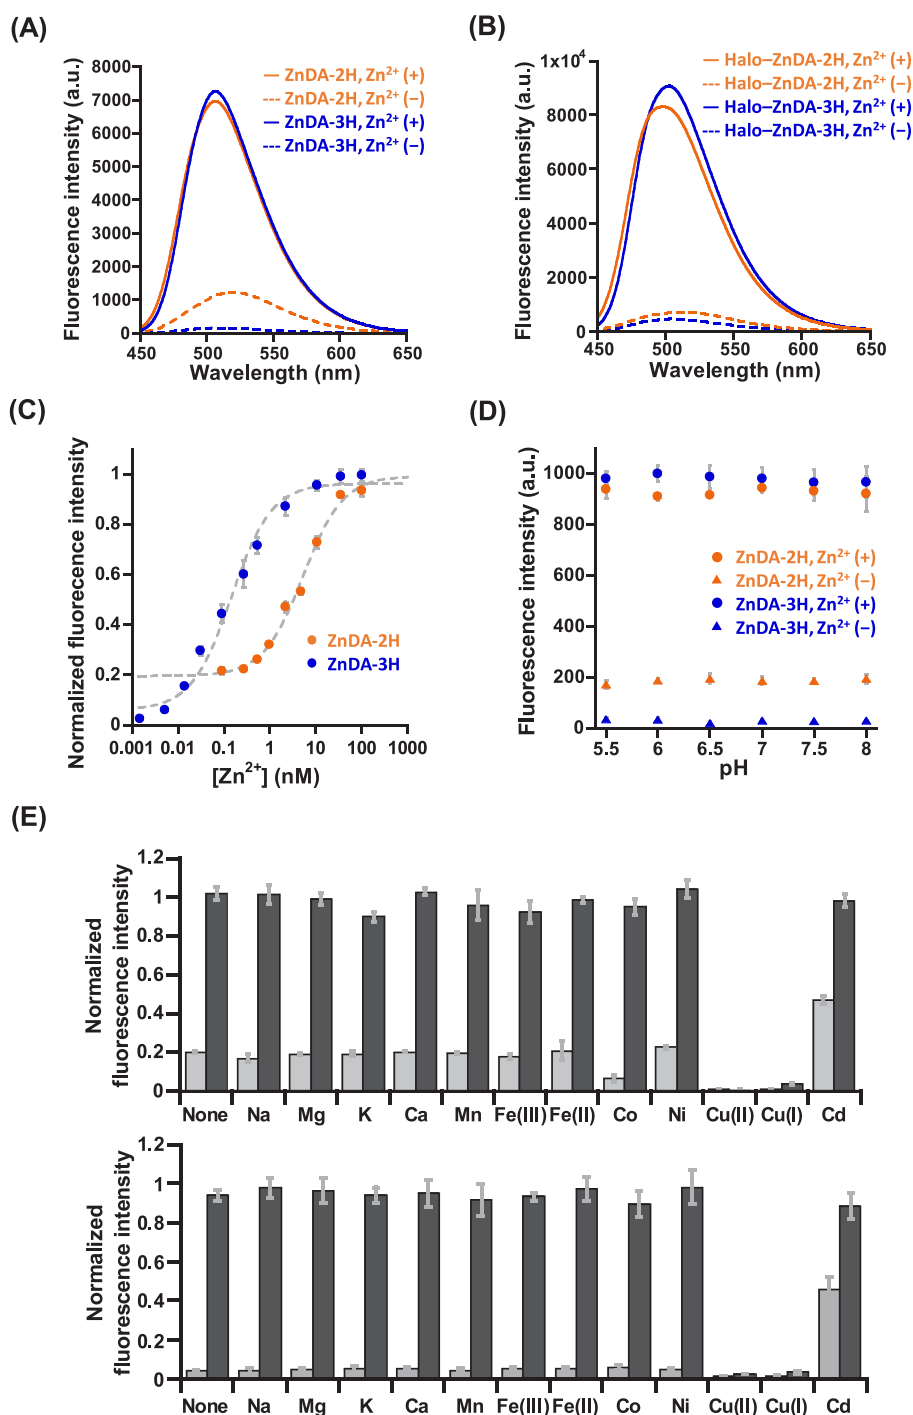 (A)
Fluorescence intensity (a.u.)
8000
7000
6000
5000
4000
3000
2000
1000
0
450 500 550 600 650
Wavelength (nm)
ZnDA-2H, Zn²⁺ (+)
ZnDA-2H, Zn²⁺ (−)
ZnDA-3H, Zn²⁺ (+)
ZnDA-3H, Zn²⁺ (−)
(B)
Fluorescence intensity (a.u.)
1×10⁴
8000
6000
4000
2000
0
450 500 550 600 650
Wavelength (nm)
Halo–ZnDA-2H, Zn²⁺ (+)
Halo–ZnDA-2H, Zn²⁺ (−)
Halo–ZnDA-3H, Zn²⁺ (+)
Halo–ZnDA-3H, Zn²⁺ (−)
(C)
Normalized fluorecence intensity
1
0.8
0.6
0.4
0.2
0
0.001 0.01 0.1 1 10 100 1000
[Zn²⁺] (nM)
ZnDA-2H
ZnDA-3H
(D)
Fluorescence intensity (a.u.)
1000
800
600
400
200
0
5.5 6 6.5 7 7.5 8
pH
ZnDA-2H, Zn²⁺ (+)
ZnDA-2H, Zn²⁺ (−)
ZnDA-3H, Zn²⁺ (+)
ZnDA-3H, Zn²⁺ (−)
(E)
Normalized
fluorescence intensity
1.2
1
0.8
0.6
0.4
0.2
0
None Na Mg K Ca Mn Fe(III) Fe(II) Co Ni Cu(II) Cu(I) Cd
Normalized
fluorescence intensity
1.2
1
0.8
0.6
0.4
0.2
0
None Na Mg K Ca Mn Fe(III) Fe(II) Co Ni Cu(II) Cu(I) Cd